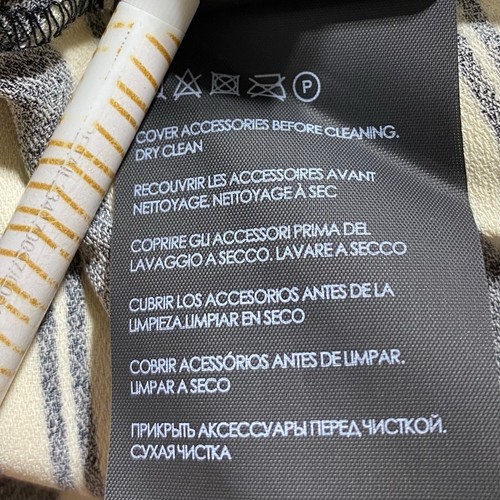 P
COVER ACCESSORIES BEFORE CLEANING.
DRY CLEAN
RECOUVRIR LES ACCESSOIRES AVANT
NETTOYAGE. NETTOYAGE À SEC
COPRIRE GLI ACCESSORI PRIMA DEL
LAVAGGIO A SECCO. LAVARE A SECCO
CUBRIR LOS ACCESORIOS ANTES DE LA
LIMPIEZA.LIMPIAR EN SECO
COBRIR ACESSÓRIOS ANTES DE LIMPAR.
LIMPAR A SECO
ПРИКРЫТЬ АКСЕССУАРЫ ПЕРЕД ЧИСТКОЙ.
СУХАЯ ЧИСТКА